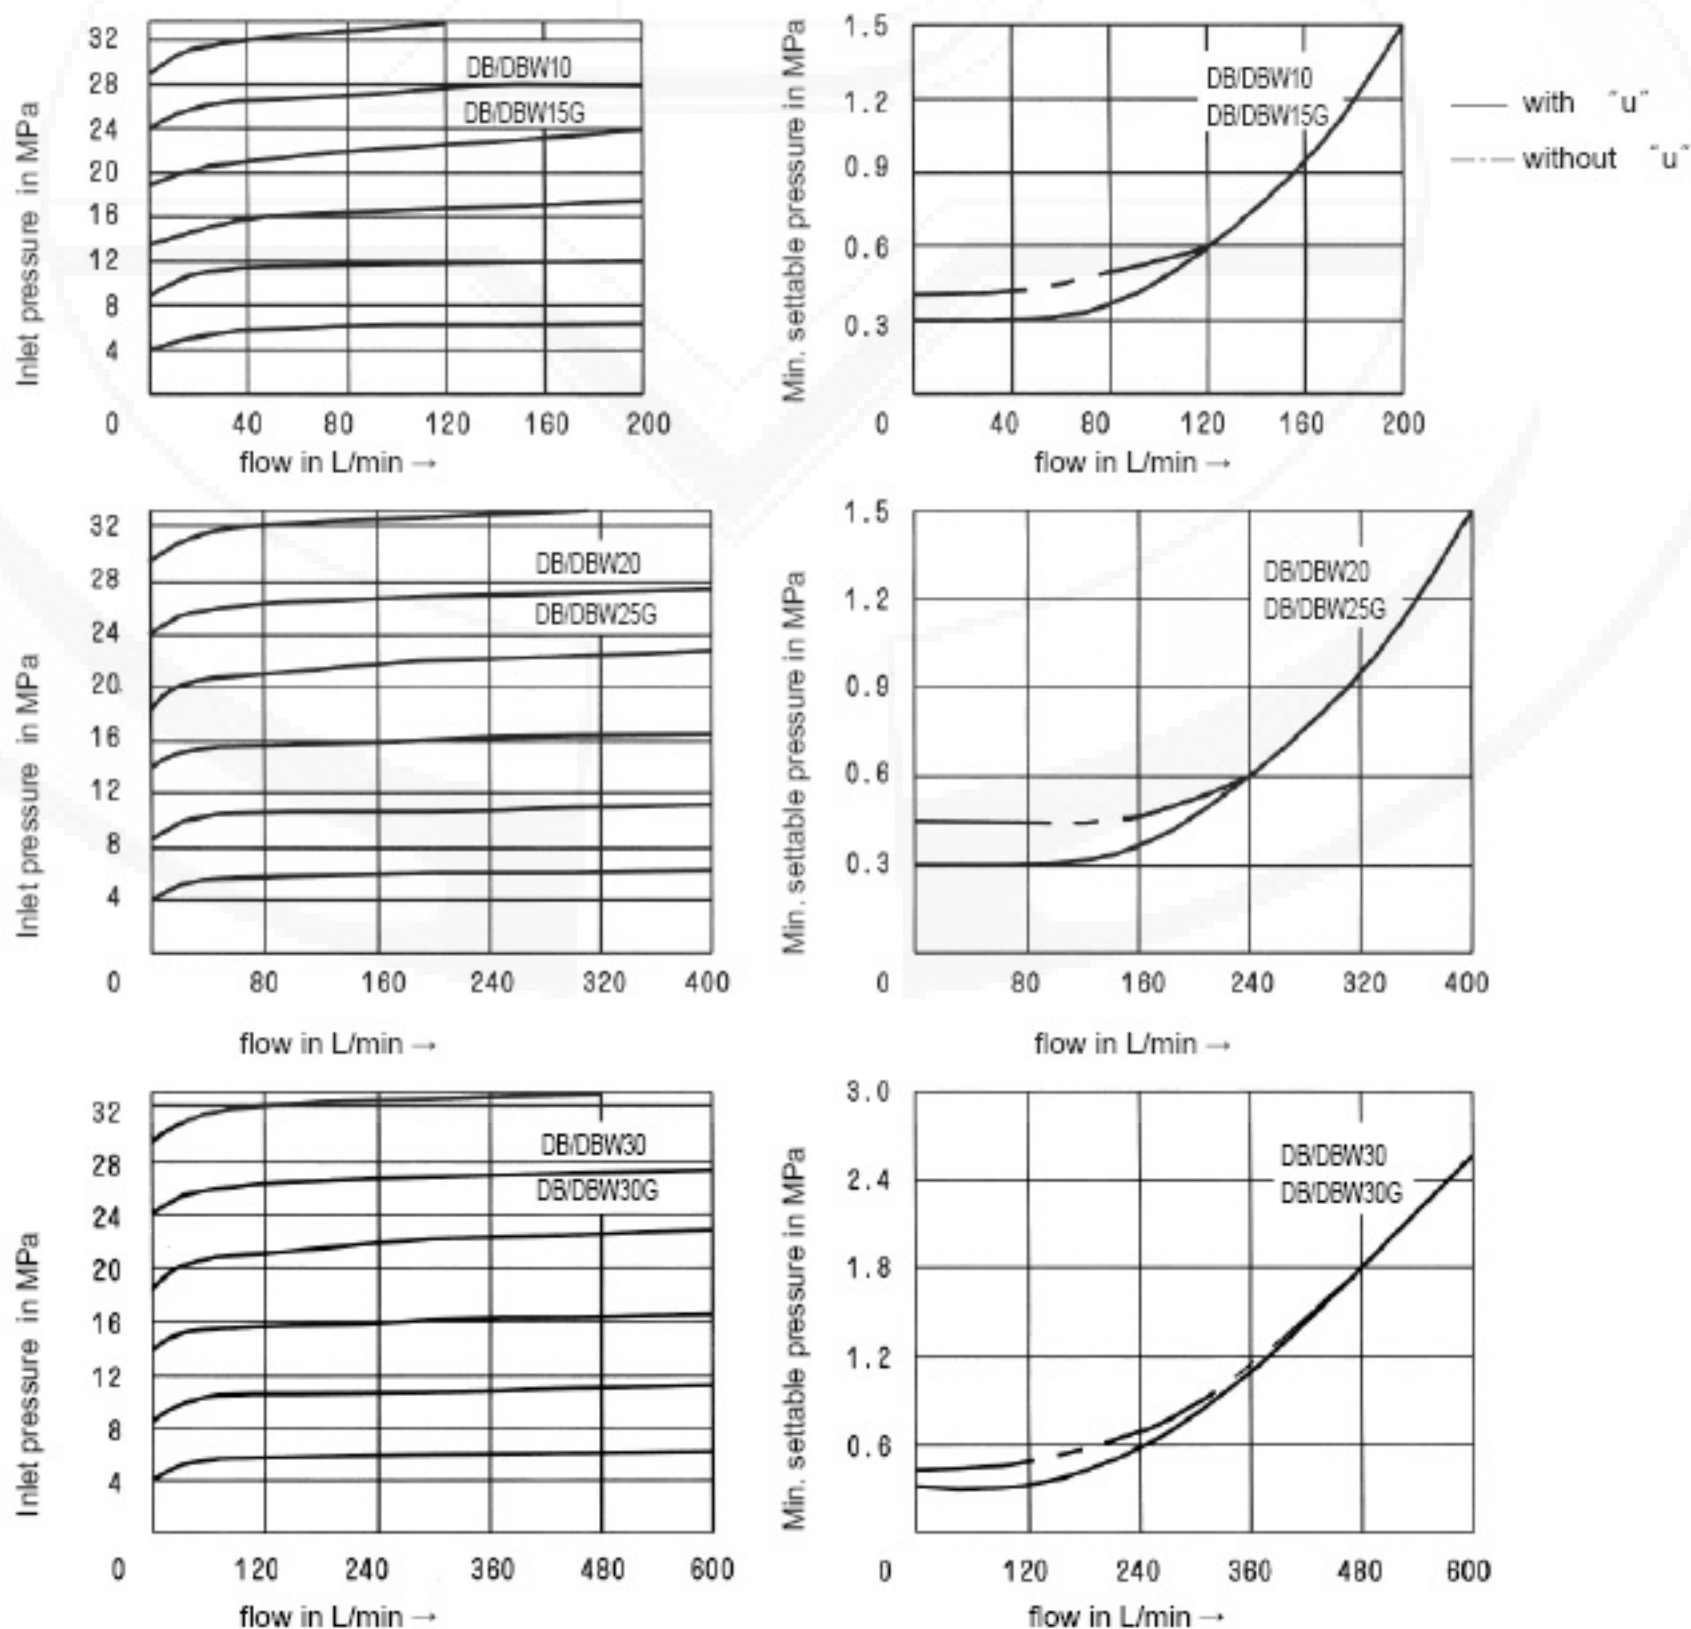 32
28
24
20
16
12
8
4
0 40 80 120 160 200
Inlet pressure in MPa
flow in L/min →
DB/DBW10
DB/DBW15G
1.5
1.2
0.9
0.6
0.3
0 40 80 120 160 200
Min. settable pressure in MPa
flow in L/min →
DB/DBW10
DB/DBW15G
with "u"
without "u"
32
28
24
20
16
12
8
4
0 80 160 240 320 400
Inlet pressure in MPa
flow in L/min →
DB/DBW20
DB/DBW25G
1.5
1.2
0.9
0.6
0.3
0 80 160 240 320 400
Min. settable pressure in MPa
flow in L/min →
DB/DBW20
DB/DBW25G
32
28
24
20
16
12
8
4
0 120 240 360 480 600
Inlet pressure in MPa
flow in L/min →
DB/DBW30
DB/DBW30G
3.0
2.4
1.8
1.2
0.6
0 120 240 360 480 600
Min. settable pressure in MPa
flow in L/min →
DB/DBW30
DB/DBW30G